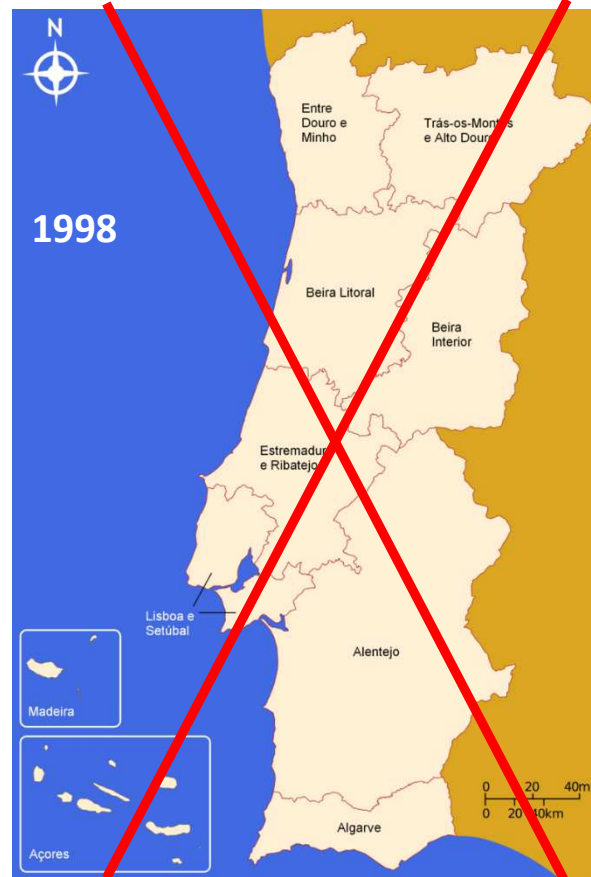 N
Entre
Douro e
Minho
Trás-os-Montes
e Alto Douro
1998
Beira Litoral
Beira
Interior
Estremadura
e Ribatejo
Lisboa e
Setúbal
Alentejo
Madeira
0 20 40m
0 20 40km
Algarve
Açores